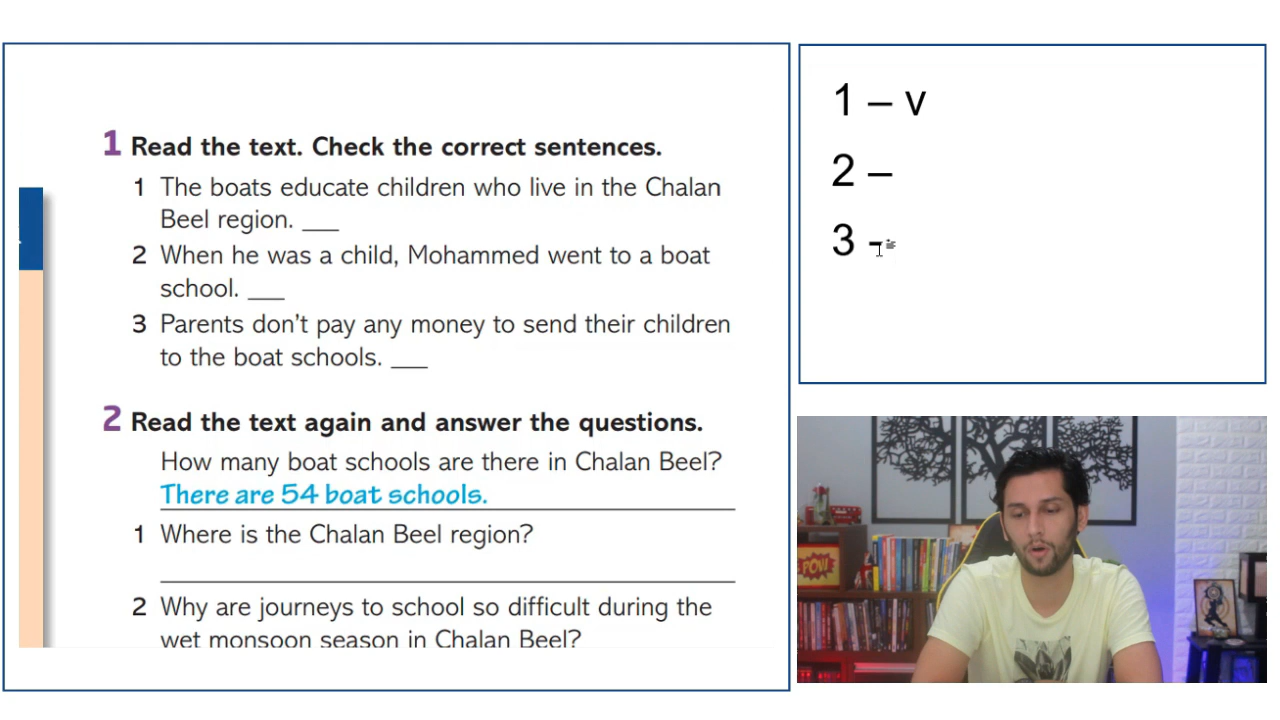 1 Read the text. Check the correct sentences.
1 The boats educate children who live in the Chalan
Beel region. ___
2 When he was a child, Mohammed went to a boat
school. ___
3 Parents don't pay any money to send their children
to the boat schools. ___
2 Read the text again and answer the questions.
How many boat schools are there in Chalan Beel?
There are 54 boat schools.
1 Where is the Chalan Beel region?
2 Why are journeys to school so difficult during the
wet monsoon season in Chalan Beel?
1 – v
2 –
3 -
POW